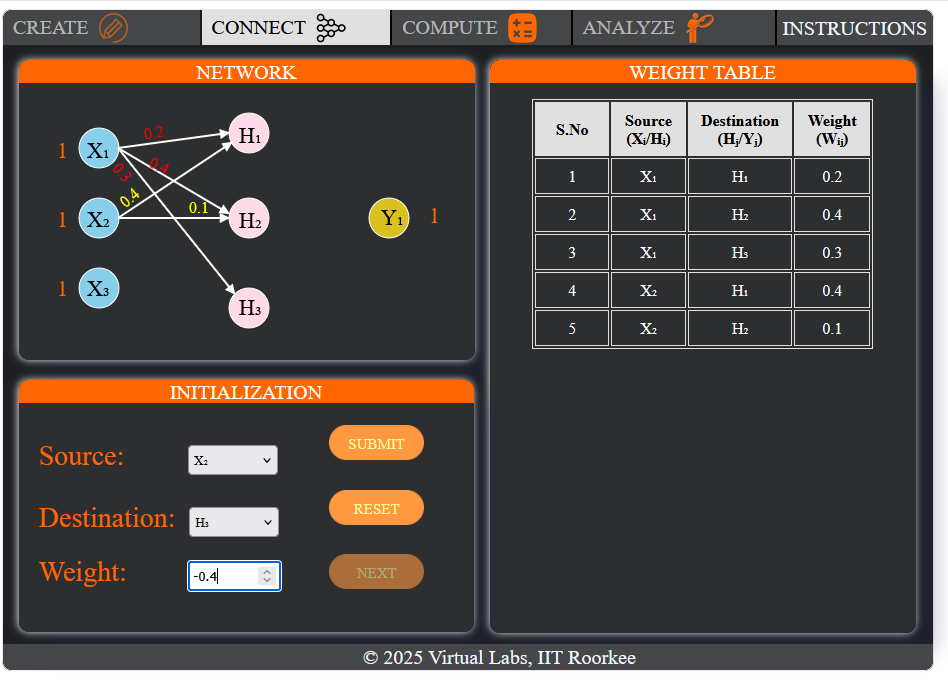 CREATE CONNECT COMPUTE ANALYZE INSTRUCTIONS
NETWORK
1 X₁ 0.2 H₁
0.3 0.4
1 X₂ 0.4 0.1 H₂ Y₁ 1
1 X₃ H₃
WEIGHT TABLE
S.No Source (Xᵢ/Hᵢ) Destination (Hⱼ/Yⱼ) Weight (Wᵢⱼ)
1 X₁ H₁ 0.2
2 X₁ H₂ 0.4
3 X₁ H₃ 0.3
4 X₂ H₁ 0.4
5 X₂ H₂ 0.1
INITIALIZATION
Source: X₂ SUBMIT
Destination: H₃ RESET
Weight: -0.4 NEXT
© 2025 Virtual Labs, IIT Roorkee